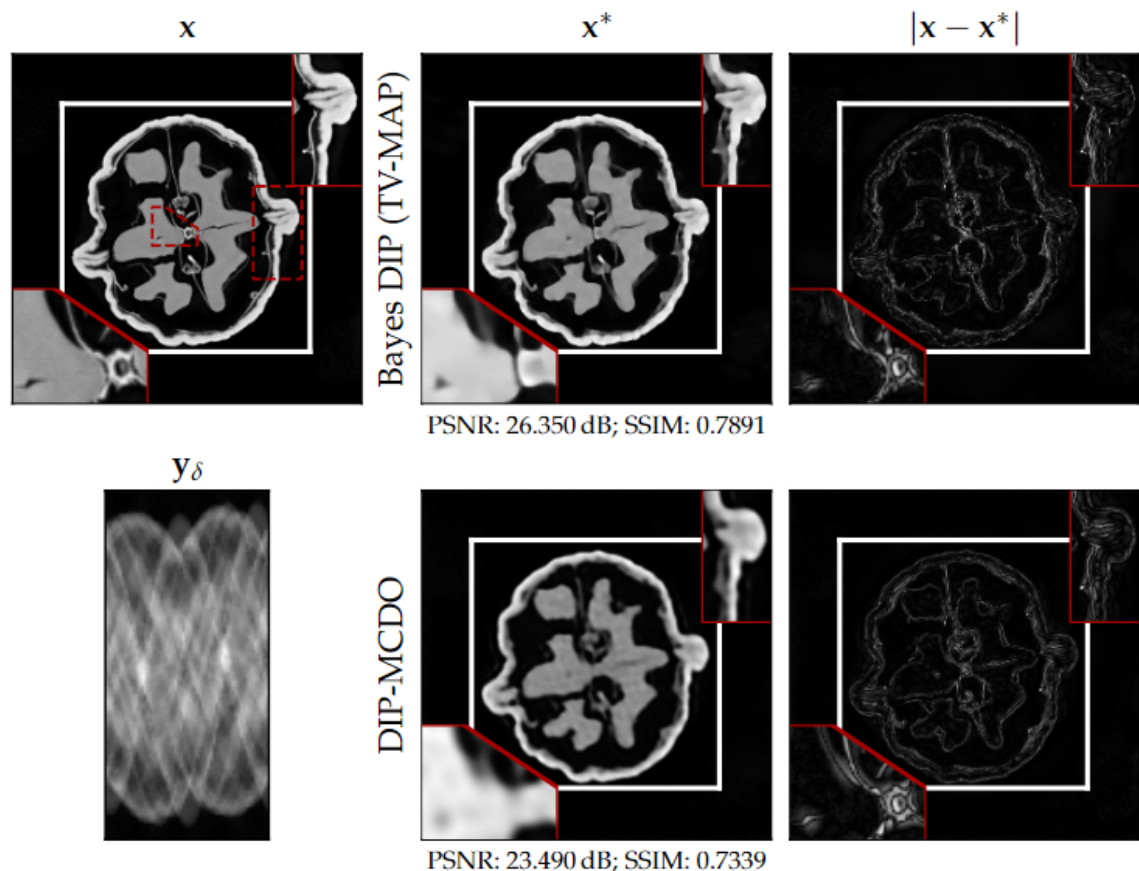 x
x*
|x − x*|
Bayes DIP (TV-MAP)
PSNR: 26.350 dB; SSIM: 0.7891
yδ
DIP-MCDO
PSNR: 23.490 dB; SSIM: 0.7339